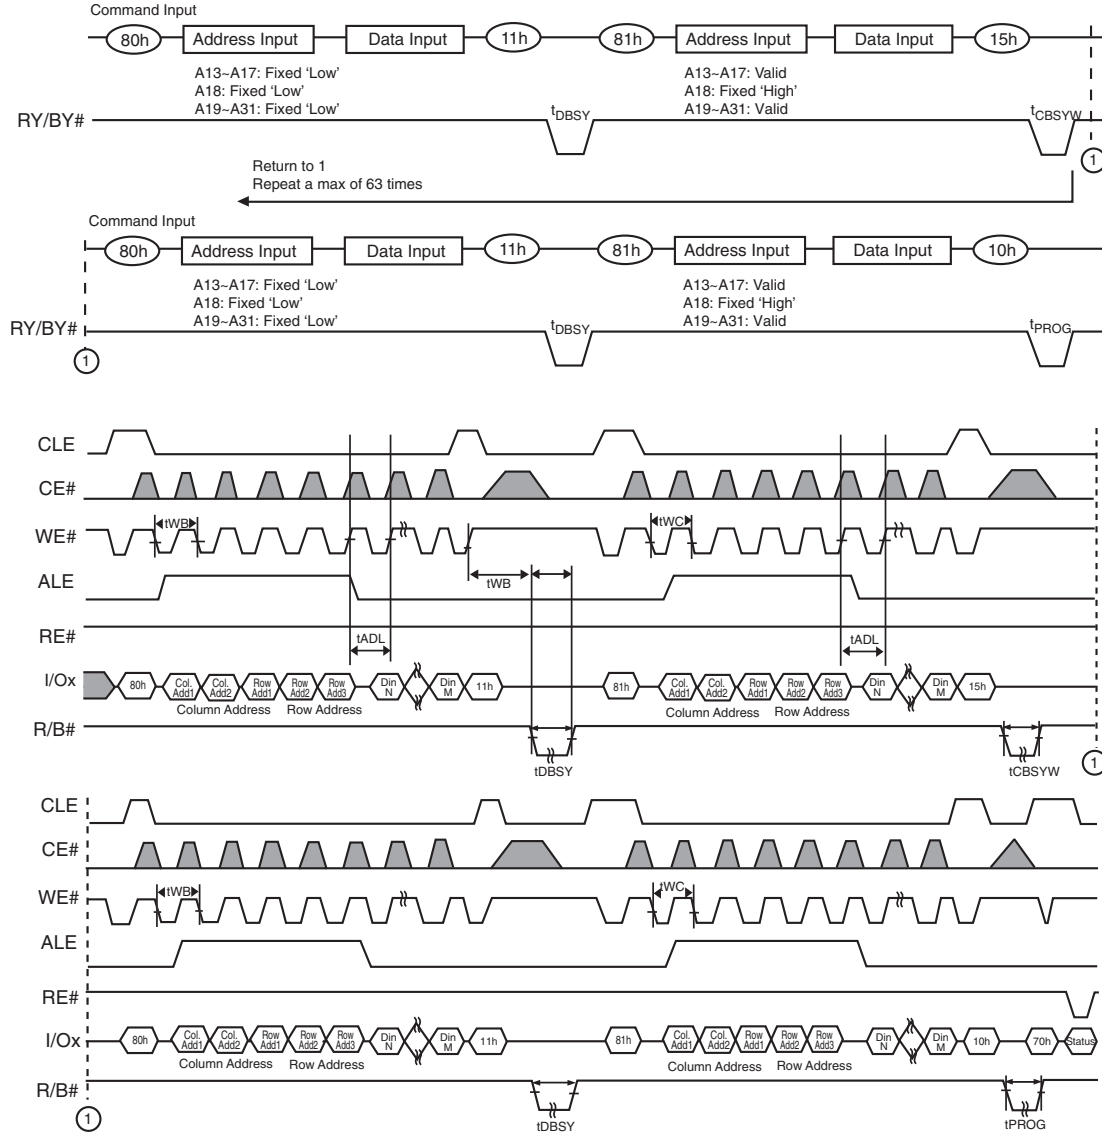 Command Input
80h Address Input Data Input 11h 81h Address Input Data Input 15h
A13~A17: Fixed 'Low' A13~A17: Valid
A18: Fixed 'Low' A18: Fixed 'High'
A19~A31: Fixed 'Low' A19~A31: Valid
RY/BY# tDBSY tCBSYW
1
Return to 1
Repeat a max of 63 times
Command Input
80h Address Input Data Input 11h 81h Address Input Data Input 10h
A13~A17: Fixed 'Low' A13~A17: Valid
A18: Fixed 'Low' A18: Fixed 'High'
A19~A31: Fixed 'Low' A19~A31: Valid
RY/BY# tDBSY tPROG
1
CLE
CE#
WE# tWB tWC
ALE tWB
RE#
tADL tADL
I/Ox 80h Col. Add1 Col. Add2 Row Add1 Row Add2 Row Add3 Din N Din M 11h 81h Col. Add1 Col. Add2 Row Add1 Row Add2 Row Add3 Din N Din M 15h
Column Address Row Address Column Address Row Address
R/B#
tDBSY tCBSYW 1
CLE
CE#
WE# tWB tWC
ALE
RE#
I/Ox 80h Col. Add1 Col. Add2 Row Add1 Row Add2 Row Add3 Din N Din M 11h 81h Col. Add1 Col. Add2 Row Add1 Row Add2 Row Add3 Din N Din M 10h 70h Status
Column Address Row Address Column Address Row Address
R/B#
1 tDBSY tPROG